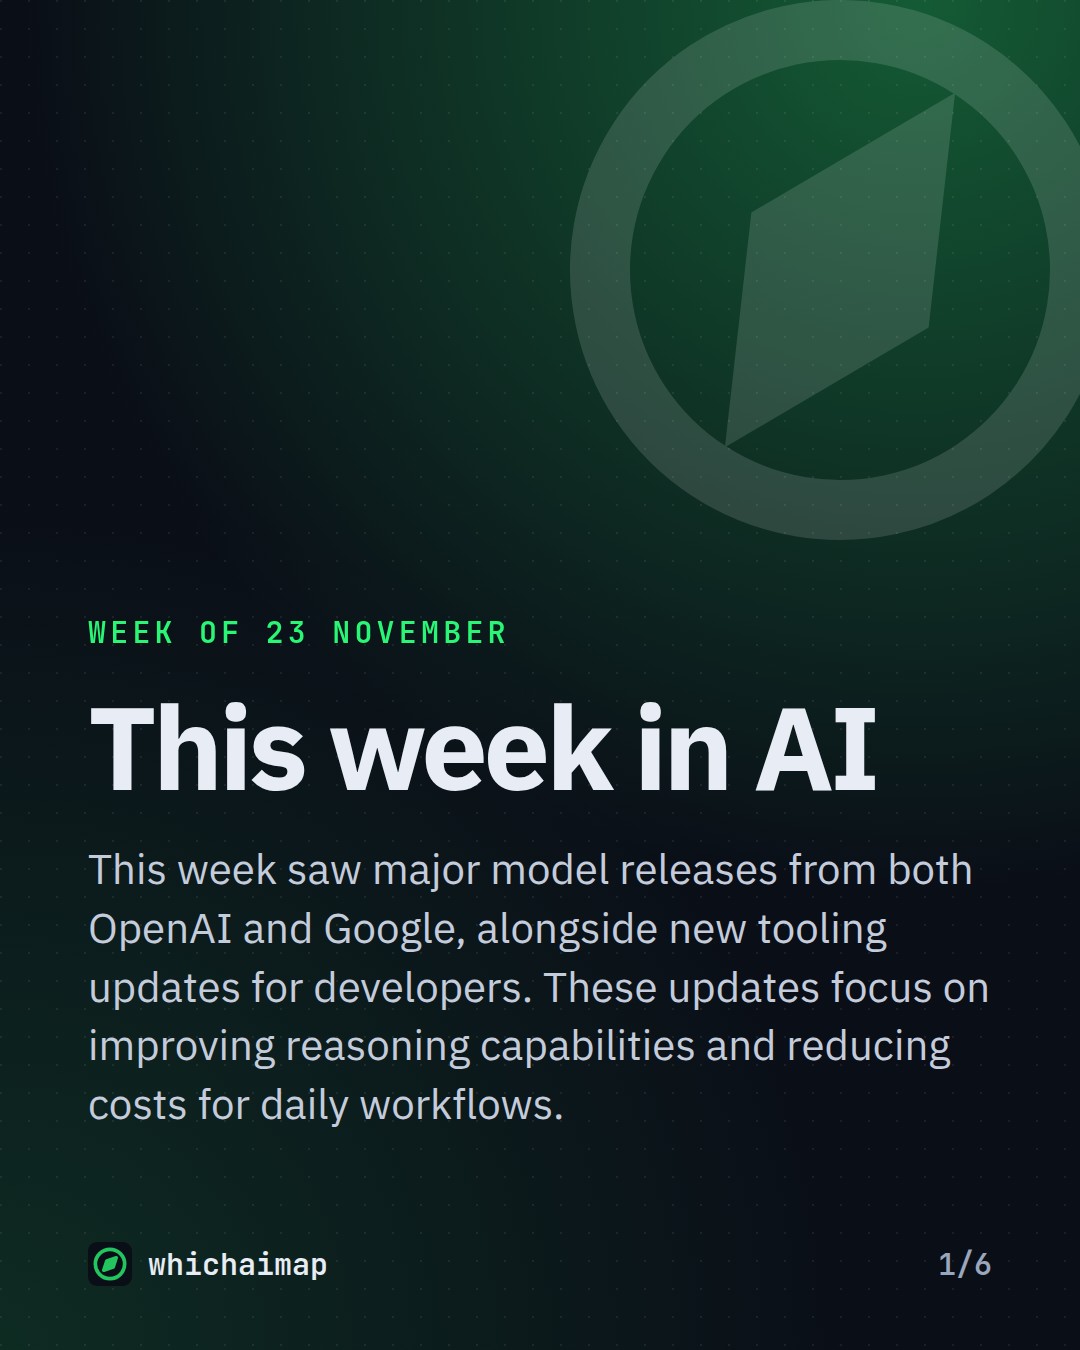 WEEK OF 23 NOVEMBER
This week in AI
This week saw major model releases from both
OpenAI and Google, alongside new tooling
updates for developers. These updates focus on
improving reasoning capabilities and reducing
costs for daily workflows.
whichaimap
1/6